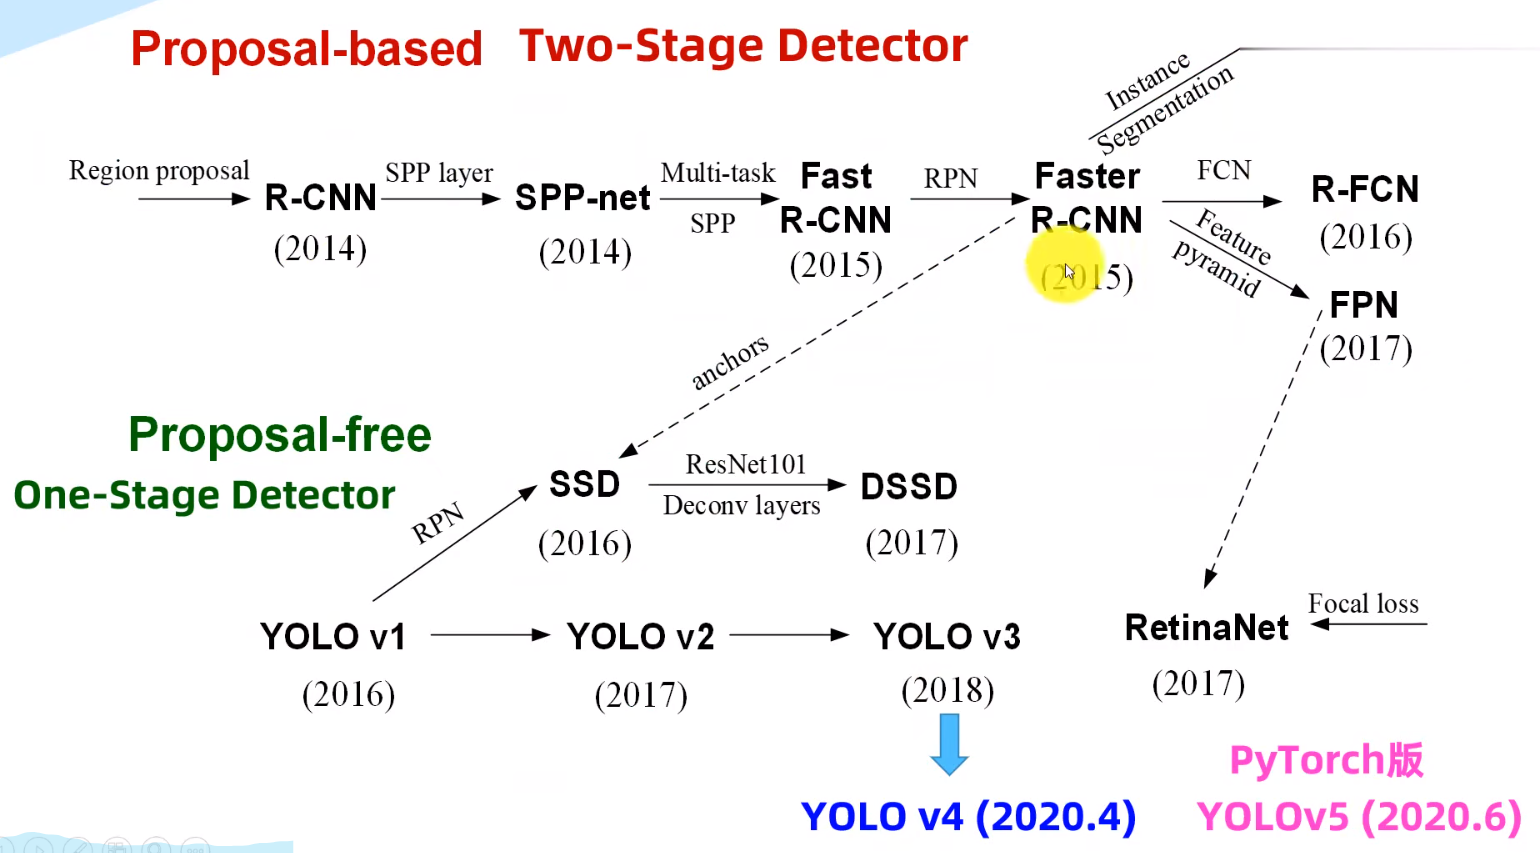 Proposal-based Two-Stage Detector
Instance
Segmentation
Region proposal
R-CNN
(2014)
SPP layer
SPP-net
(2014)
Multi-task
SPP
Fast
R-CNN
(2015)
RPN
Faster
R-CNN
(2015)
FCN
R-FCN
(2016)
Feature
pyramid
FPN
(2017)
anchors
Proposal-free
One-Stage Detector
RPN
SSD
(2016)
ResNet101
Deconv layers
DSSD
(2017)
YOLO v1
(2016)
YOLO v2
(2017)
YOLO v3
(2018)
RetinaNet
(2017)
Focal loss
YOLO v4 (2020.4)
PyTorch版
YOLOv5 (2020.6)